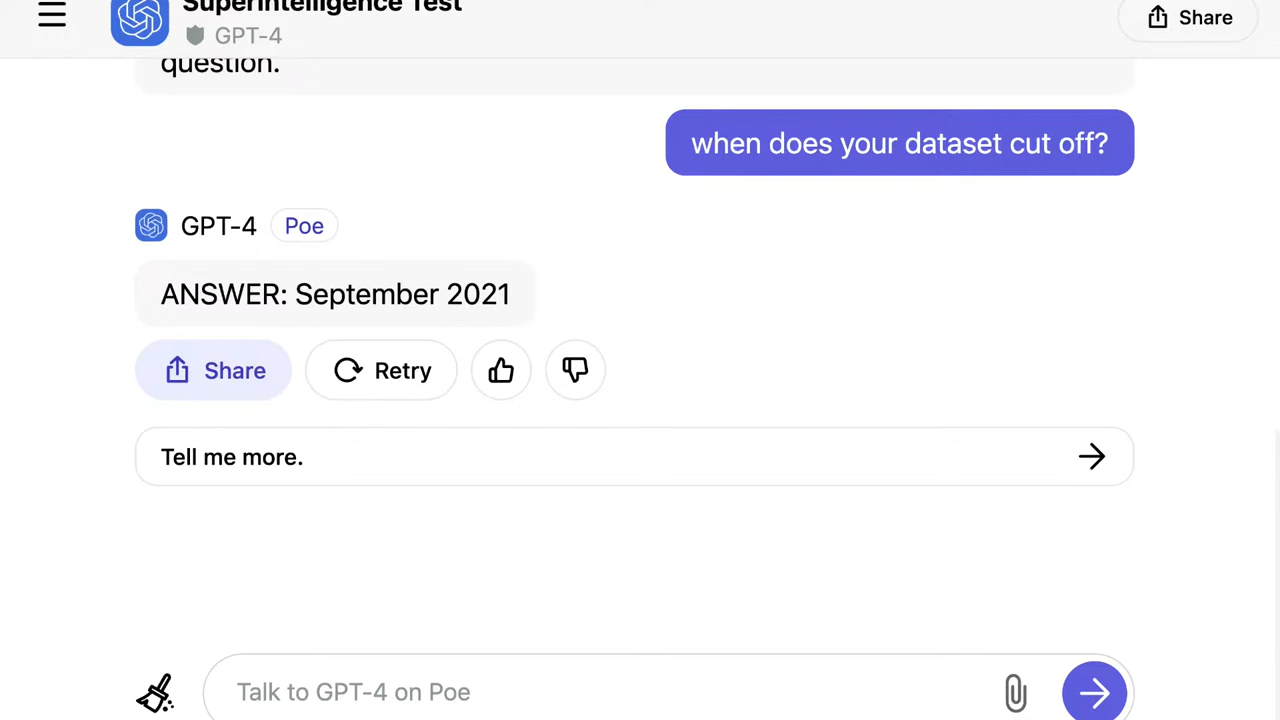 Superintelligence Test
GPT-4
Share
question.
when does your dataset cut off?
GPT-4 Poe
ANSWER: September 2021
Share Retry
Tell me more.
Talk to GPT-4 on Poe